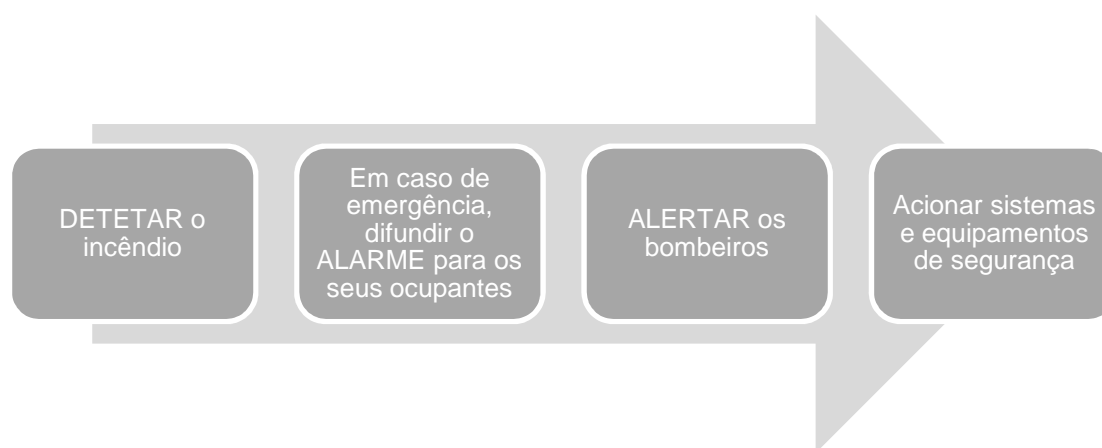 DETETAR o
incêndio
Em caso de
emergência,
difundir o
ALARME para os
seus ocupantes
ALERTAR os
bombeiros
Acionar sistemas
e equipamentos
de segurança